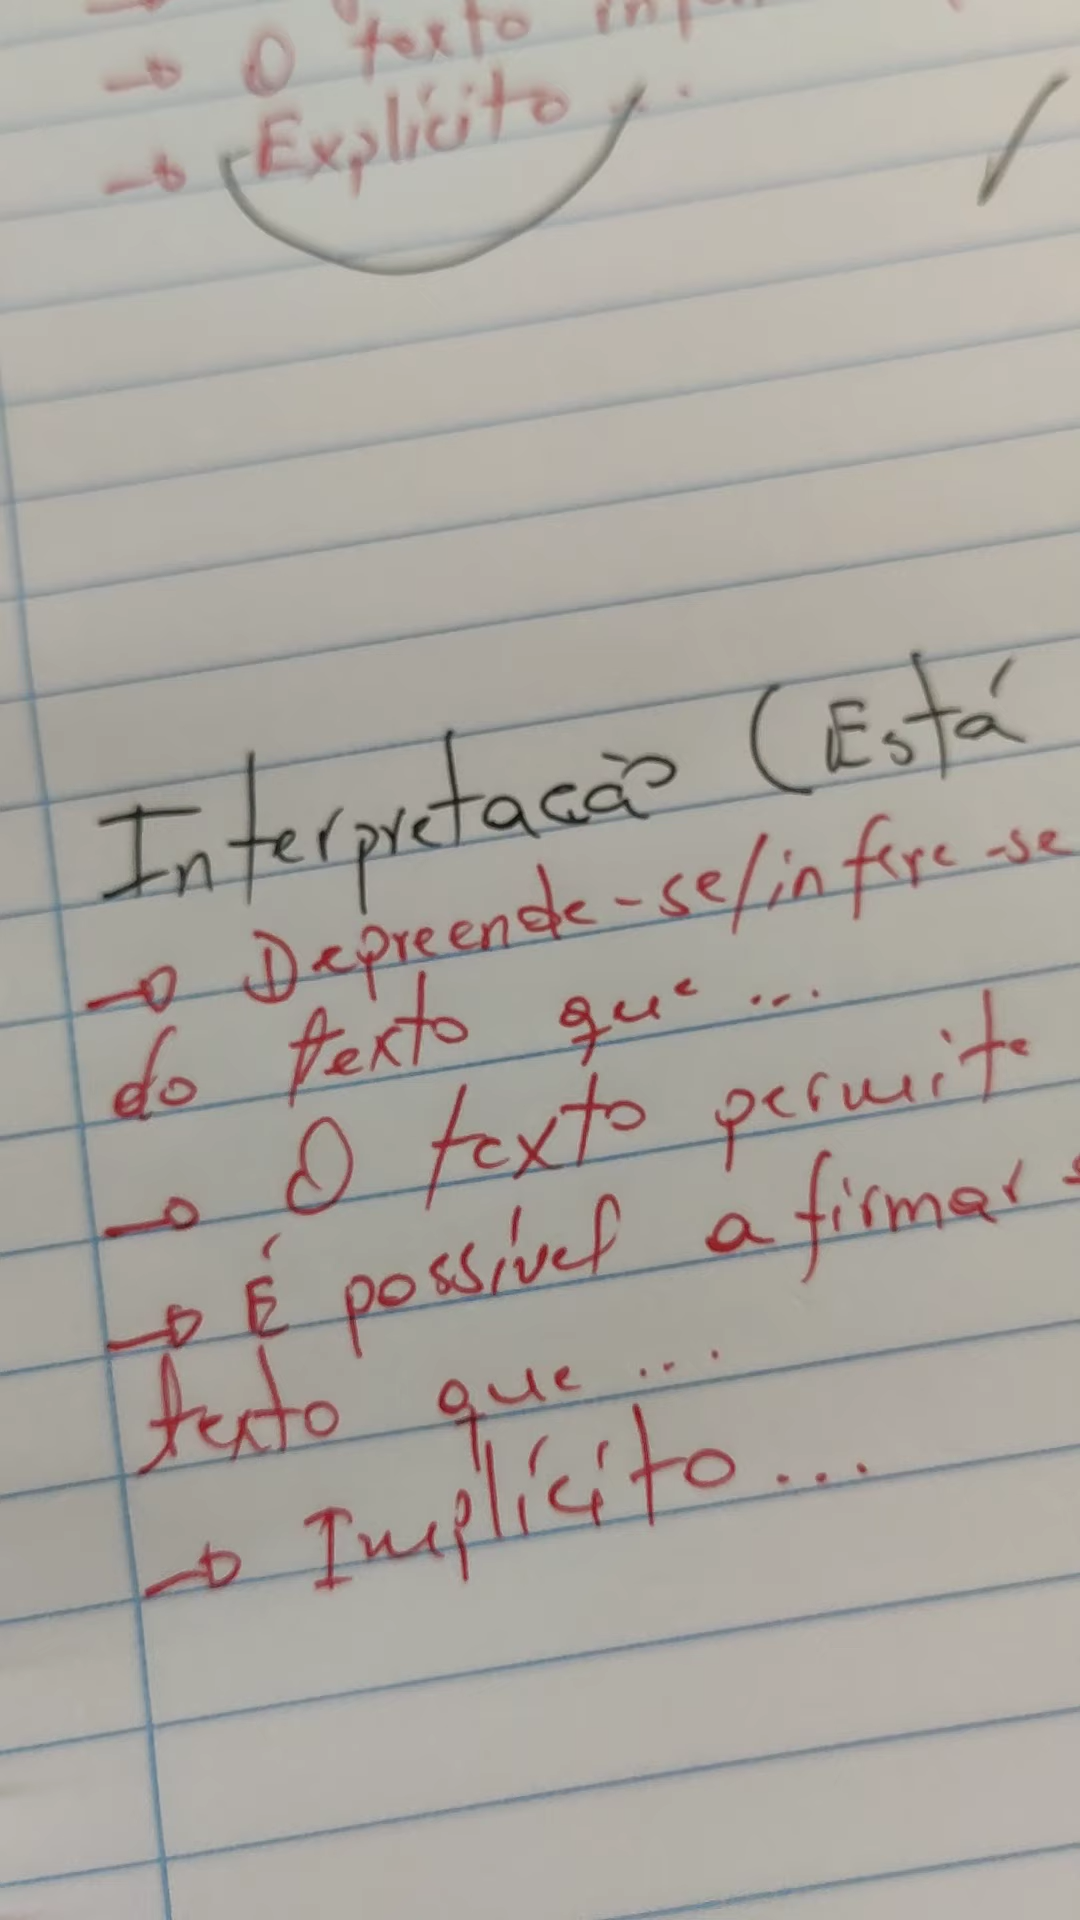 → O texto
→ Explícito...
Interpretação (Está
→ Depreende-se/infere-se
do texto que ...
→ O texto permite
→ É possível afirmar
texto que ...
→ Implícito ...